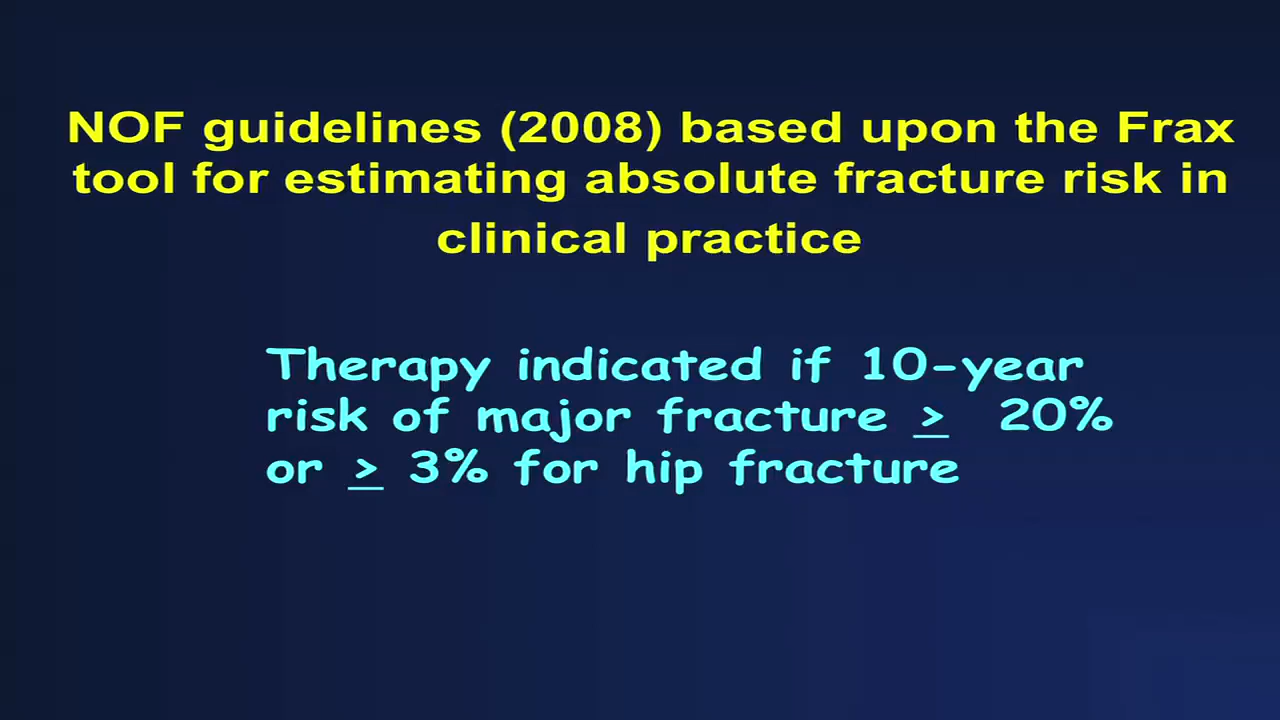 NOF guidelines (2008) based upon the Frax
tool for estimating absolute fracture risk in
clinical practice
Therapy indicated if 10-year
risk of major fracture ≥ 20%
or ≥ 3% for hip fracture